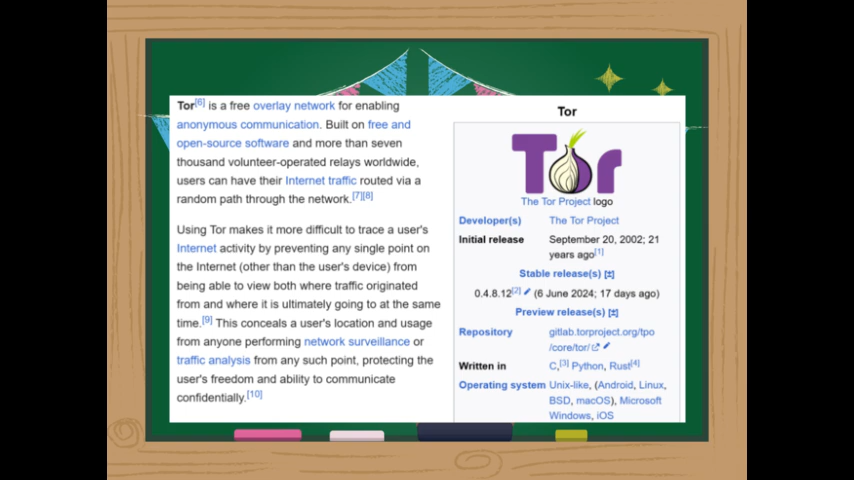 Tor[6] is a free overlay network for enabling
anonymous communication. Built on free and
open-source software and more than seven
thousand volunteer-operated relays worldwide,
users can have their Internet traffic routed via a
random path through the network.[7][8]
Using Tor makes it more difficult to trace a user's
Internet activity by preventing any single point on
the Internet (other than the user's device) from
being able to view both where traffic originated
from and where it is ultimately going to at the same
time.[9] This conceals a user's location and usage
from anyone performing network surveillance or
traffic analysis from any such point, protecting the
user's freedom and ability to communicate
confidentially.[10]
Tor
Tor
The Tor Project logo
Developer(s) The Tor Project
Initial release September 20, 2002; 21
years ago[1]
Stable release(s) [±]
0.4.8.12[2] (6 June 2024; 17 days ago)
Preview release(s) [±]
Repository gitlab.torproject.org/tpo
/core/tor/
Written in C,[3] Python, Rust[4]
Operating system Unix-like, (Android, Linux,
BSD, macOS), Microsoft
Windows, iOS